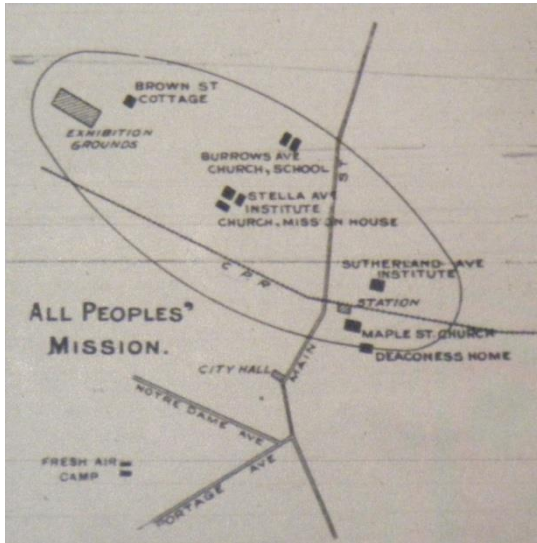 BROWN ST.
COTTAGE
EXHIBITION
GROUNDS
BURROWS AVE
CHURCH, SCHOOL
STELLA AVE
INSTITUTE
CHURCH, MISSION HOUSE
ST
C.P.R
SUTHERLAND AVE
INSTITUTE
STATION
MAPLE ST. CHURCH
DEACONESS HOME
ALL PEOPLES'
MISSION.
CITY HALL
MAIN
NOTRE DAME AVE
PORTAGE AVE
FRESH AIR
CAMP